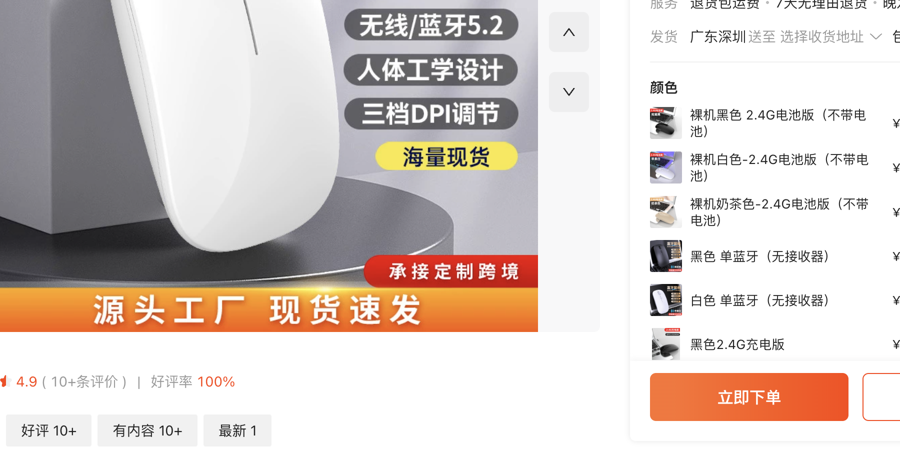 无线/蓝牙5.2
人体工学设计
三档DPI调节
海量现货
承接定制跨境
源头工厂 现货速发
4.9 ( 10+条评价 ) | 好评率 100%
好评 10+
有内容 10+
最新 1
服务 退货包运费 · 7天无理由退货 · 晚
发货 广东深圳 送至 选择收货地址
颜色
裸机黑色 2.4G电池版（不带电
池）
¥
裸机白色-2.4G电池版（不带电
池）
¥
裸机奶茶色-2.4G电池版（不带
电池）
¥
黑色 单蓝牙（无接收器）
¥
白色 单蓝牙（无接收器）
¥
黑色2.4G充电版
¥
立即下单